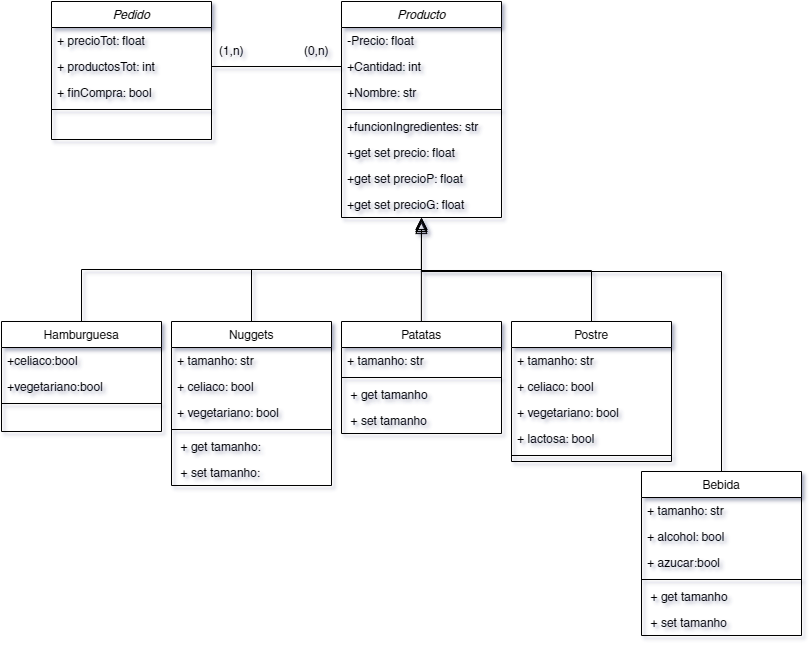 Pedido
+ precioTot: float
+ productosTot: int
+ finCompra: bool
(1,n)
(0,n)
Producto
-Precio: float
+Cantidad: int
+Nombre: str
+funcionIngredientes: str
+get set precio: float
+get set precioP: float
+get set precioG: float
Hamburguesa
+celiaco:bool
+vegetariano:bool
Nuggets
+ tamanho: str
+ celiaco: bool
+ vegetariano: bool
+ get tamanho:
+ set tamanho:
Patatas
+ tamanho: str
+ get tamanho
+ set tamanho
Postre
+ tamanho: str
+ celiaco: bool
+ vegetariano: bool
+ lactosa: bool
Bebida
+ tamanho: str
+ alcohol: bool
+ azucar:bool
+ get tamanho
+ set tamanho